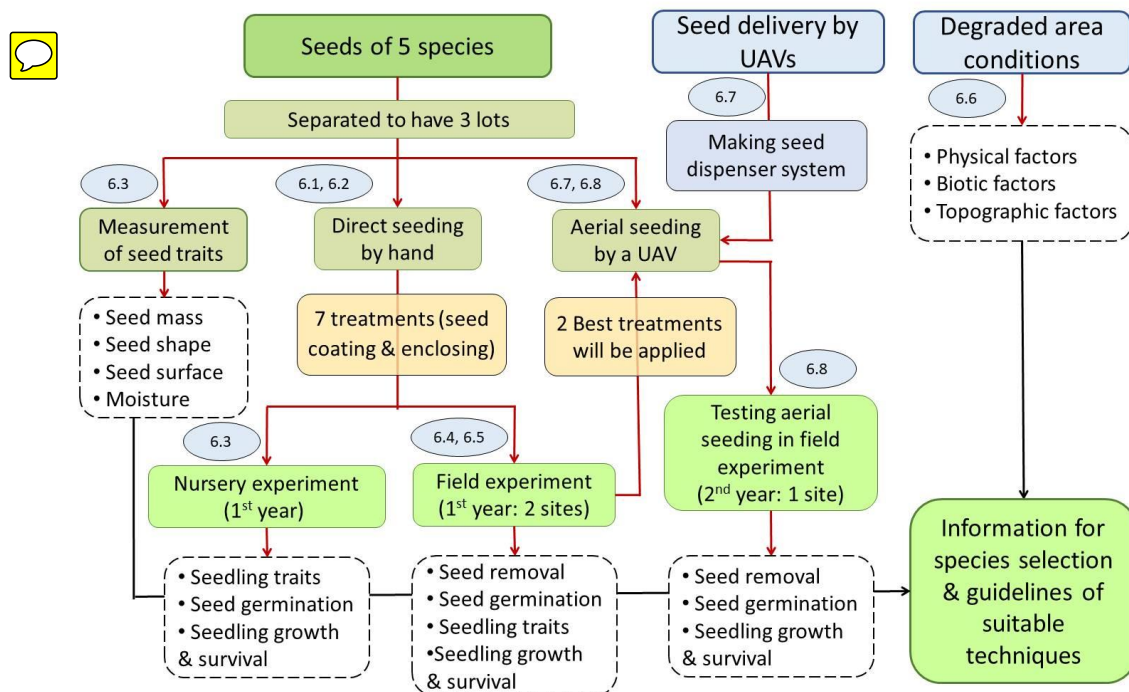 Seeds of 5 species
Seed delivery by
UAVs
Degraded area
conditions
6.7
6.6
Separated to have 3 lots
Making seed
dispenser system
• Physical factors
• Biotic factors
• Topographic factors
6.3
6.1, 6.2
6.7, 6.8
Measurement
of seed traits
Direct seeding
by hand
Aerial seeding
by a UAV
• Seed mass
• Seed shape
• Seed surface
• Moisture
7 treatments (seed
coating & enclosing)
2 Best treatments
will be applied
6.8
6.3
6.4, 6.5
Testing aerial
seeding in field
experiment
(2nd year: 1 site)
Nursery experiment
(1st year)
Field experiment
(1st year: 2 sites)
Information for
species selection
& guidelines of
suitable
techniques
• Seedling traits
• Seed germination
• Seedling growth
& survival
• Seed removal
• Seed germination
• Seedling traits
•Seedling growth
& survival
• Seed removal
• Seed germination
• Seedling growth
& survival